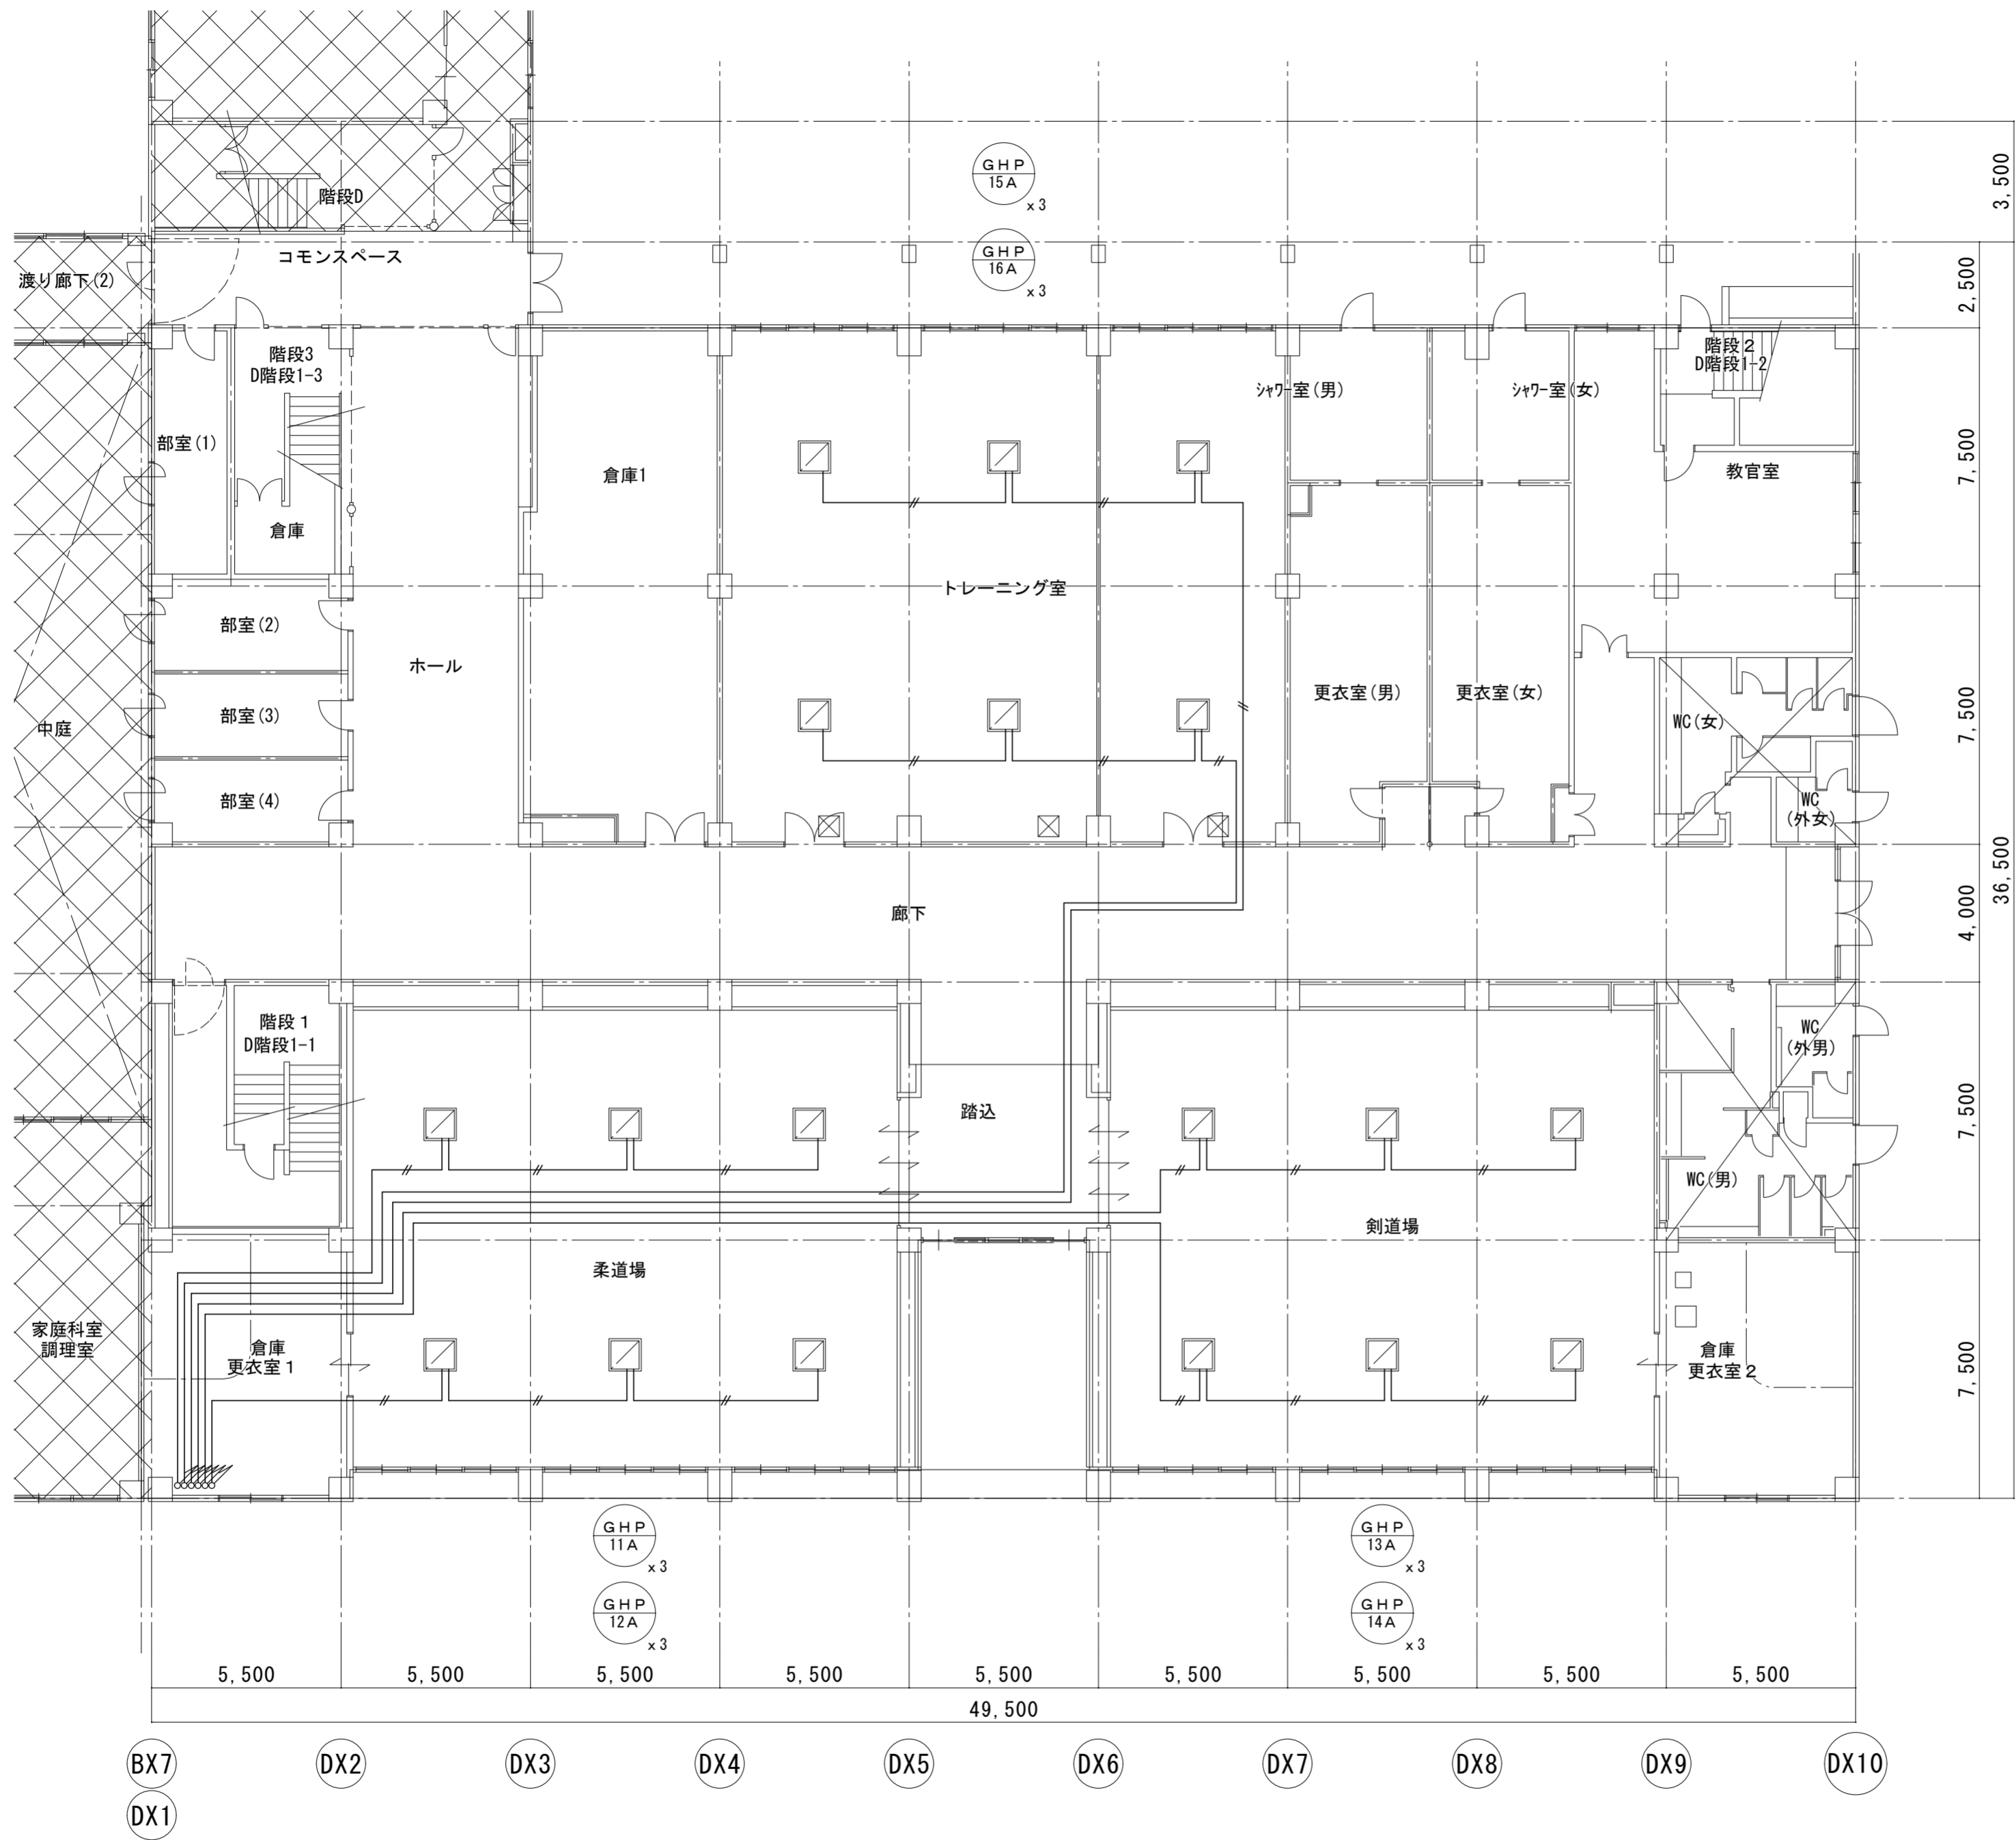 GHP
15A
x3
階段D
GHP
16A
x3
コモンスペース
渡り廊下(2)
3,500
2,500
階段3
D階段1-3
階段2
D階段1-2
シャワー室(男)
シャワー室(女)
部室(1)
倉庫1
教官室
7,500
倉庫
トレーニング室
部室(2)
ホール
更衣室(男)
更衣室(女)
部室(3)
中庭
WC(女)
7,500
部室(4)
WC
(外女)
36,500
廊下
4,000
階段1
D階段1-1
WC
(外男)
踏込
7,500
WC(男)
剣道場
柔道場
家庭科室
調理室
倉庫
更衣室1
倉庫
更衣室2
7,500
GHP
11A
x3
GHP
13A
x3
GHP
12A
x3
GHP
14A
x3
5,500
5,500
5,500
5,500
5,500
5,500
5,500
5,500
5,500
49,500
BX7
DX2
DX3
DX4
DX5
DX6
DX7
DX8
DX9
DX10
DX1